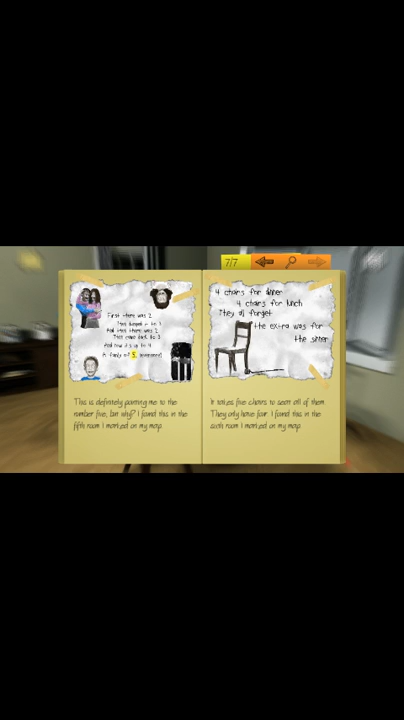 7/7
First there was 2
Then
to 3
And then there was 2
Then came back to 3
And now it's up to 4
A family of 5,
This is definitely pointing me to the
number five, but why? I found this in the
fifth room I marked on my map.
4 chairs for dinner
4 chairs for lunch
They all forget
the extra was for
the sister
It takes five chairs to seat all of them.
They only have four. I found this in the
sixth room I marked on my map.